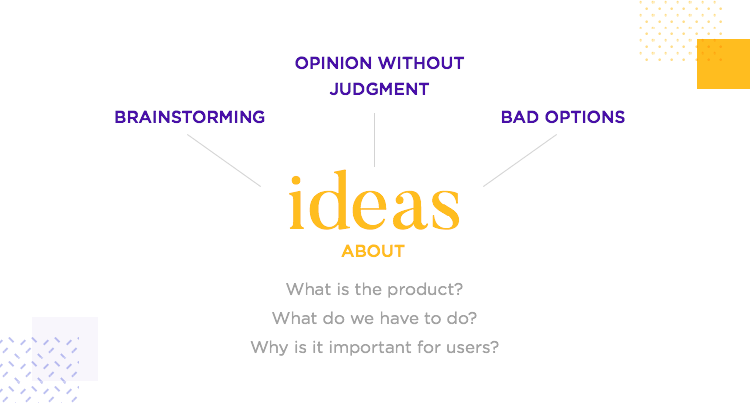 OPINION WITHOUT
JUDGMENT
BRAINSTORMING
BAD OPTIONS
ideas
ABOUT
What is the product?
What do we have to do?
Why is it important for users?